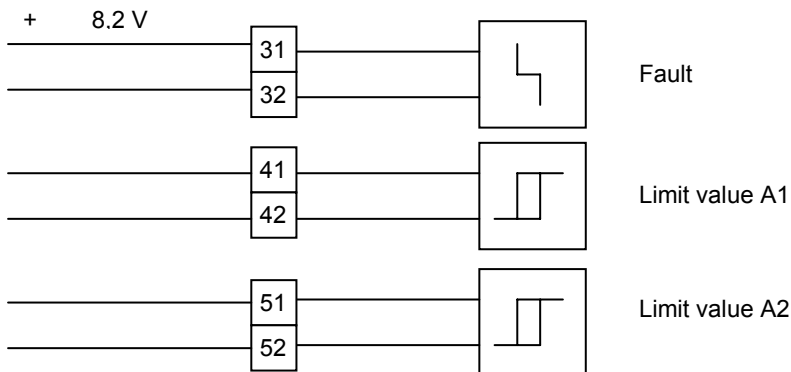 + 8.2 V
31
32
Fault
41
42
Limit value A1
51
52
Limit value A2